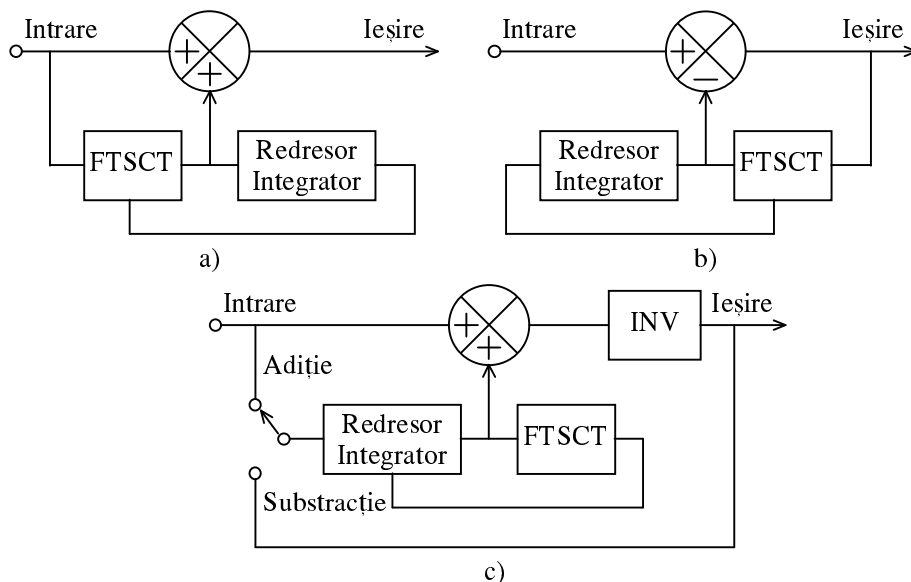 Intrare
Ieșire
+
+
FTSCT
Redresor
Integrator
a)
Intrare
Ieșire
+
−
Redresor
Integrator
FTSCT
b)
Intrare
Ieșire
+
+
INV
Adiție
Redresor
Integrator
FTSCT
Substracție
c)